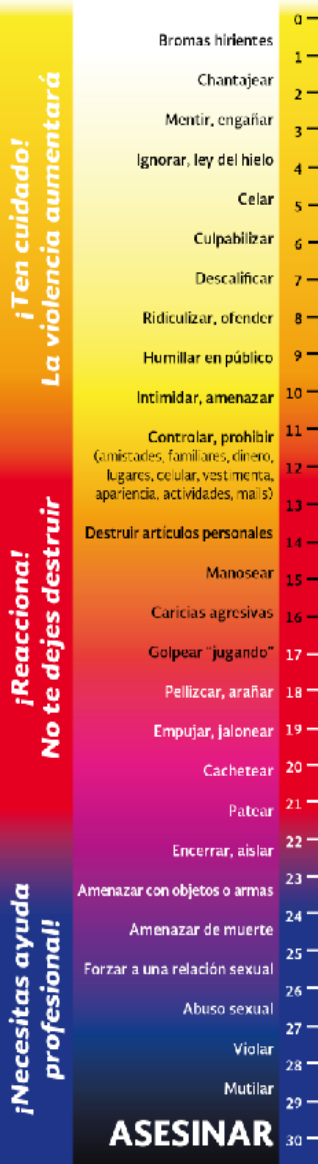 ¡Ten cuidado!
La violencia aumentará
¡Reacciona!
No te dejes destruir
¡Necesitas ayuda
profesional!
Bromas hirientes
Chantajear
Mentir, engañar
Ignorar, ley del hielo
Celar
Culpabilizar
Descalificar
Ridiculizar, ofender
Humillar en público
Intimidar, amenazar
Controlar, prohibir
(amistades, familiares, dinero,
lugares, celular, vestimenta,
apariencia, actividades, mails)
Destruir artículos personales
Manosear
Caricias agresivas
Golpear "jugando"
Pellizcar, arañar
Empujar, jalonear
Cachetear
Patear
Encerrar, aislar
Amenazar con objetos o armas
Amenazar de muerte
Forzar a una relación sexual
Abuso sexual
Violar
Mutilar
ASESINAR
0
1
2
3
4
5
6
7
8
9
10
11
12
13
14
15
16
17
18
19
20
21
22
23
24
25
26
27
28
29
30